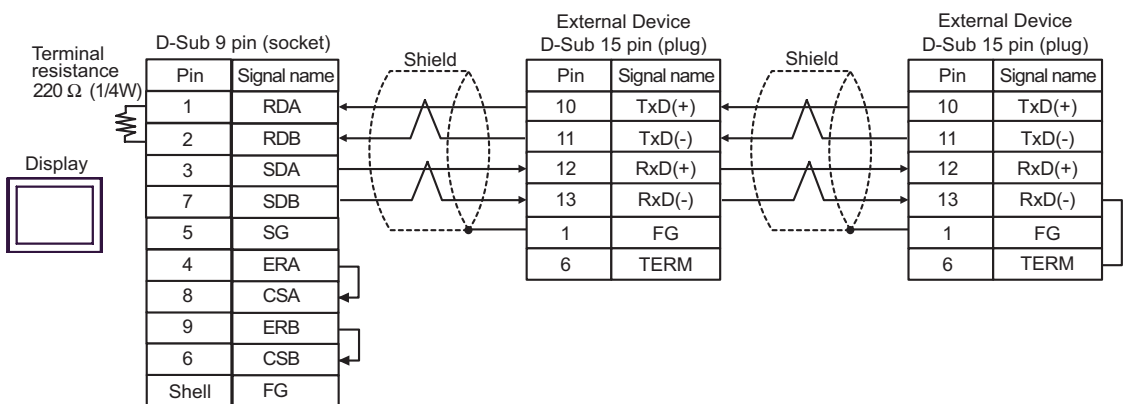 External Device
External Device
D-Sub 9 pin (socket)
D-Sub 15 pin (plug)
D-Sub 15 pin (plug)
Terminal
resistance
220 Ω (1/4W)
Shield
Shield
Pin Signal name
Pin Signal name
Pin Signal name
1 RDA
10 TxD(+)
10 TxD(+)
2 RDB
11 TxD(-)
11 TxD(-)
Display
3 SDA
12 RxD(+)
12 RxD(+)
7 SDB
13 RxD(-)
13 RxD(-)
5 SG
1 FG
1 FG
4 ERA
6 TERM
6 TERM
8 CSA
9 ERB
6 CSB
Shell FG